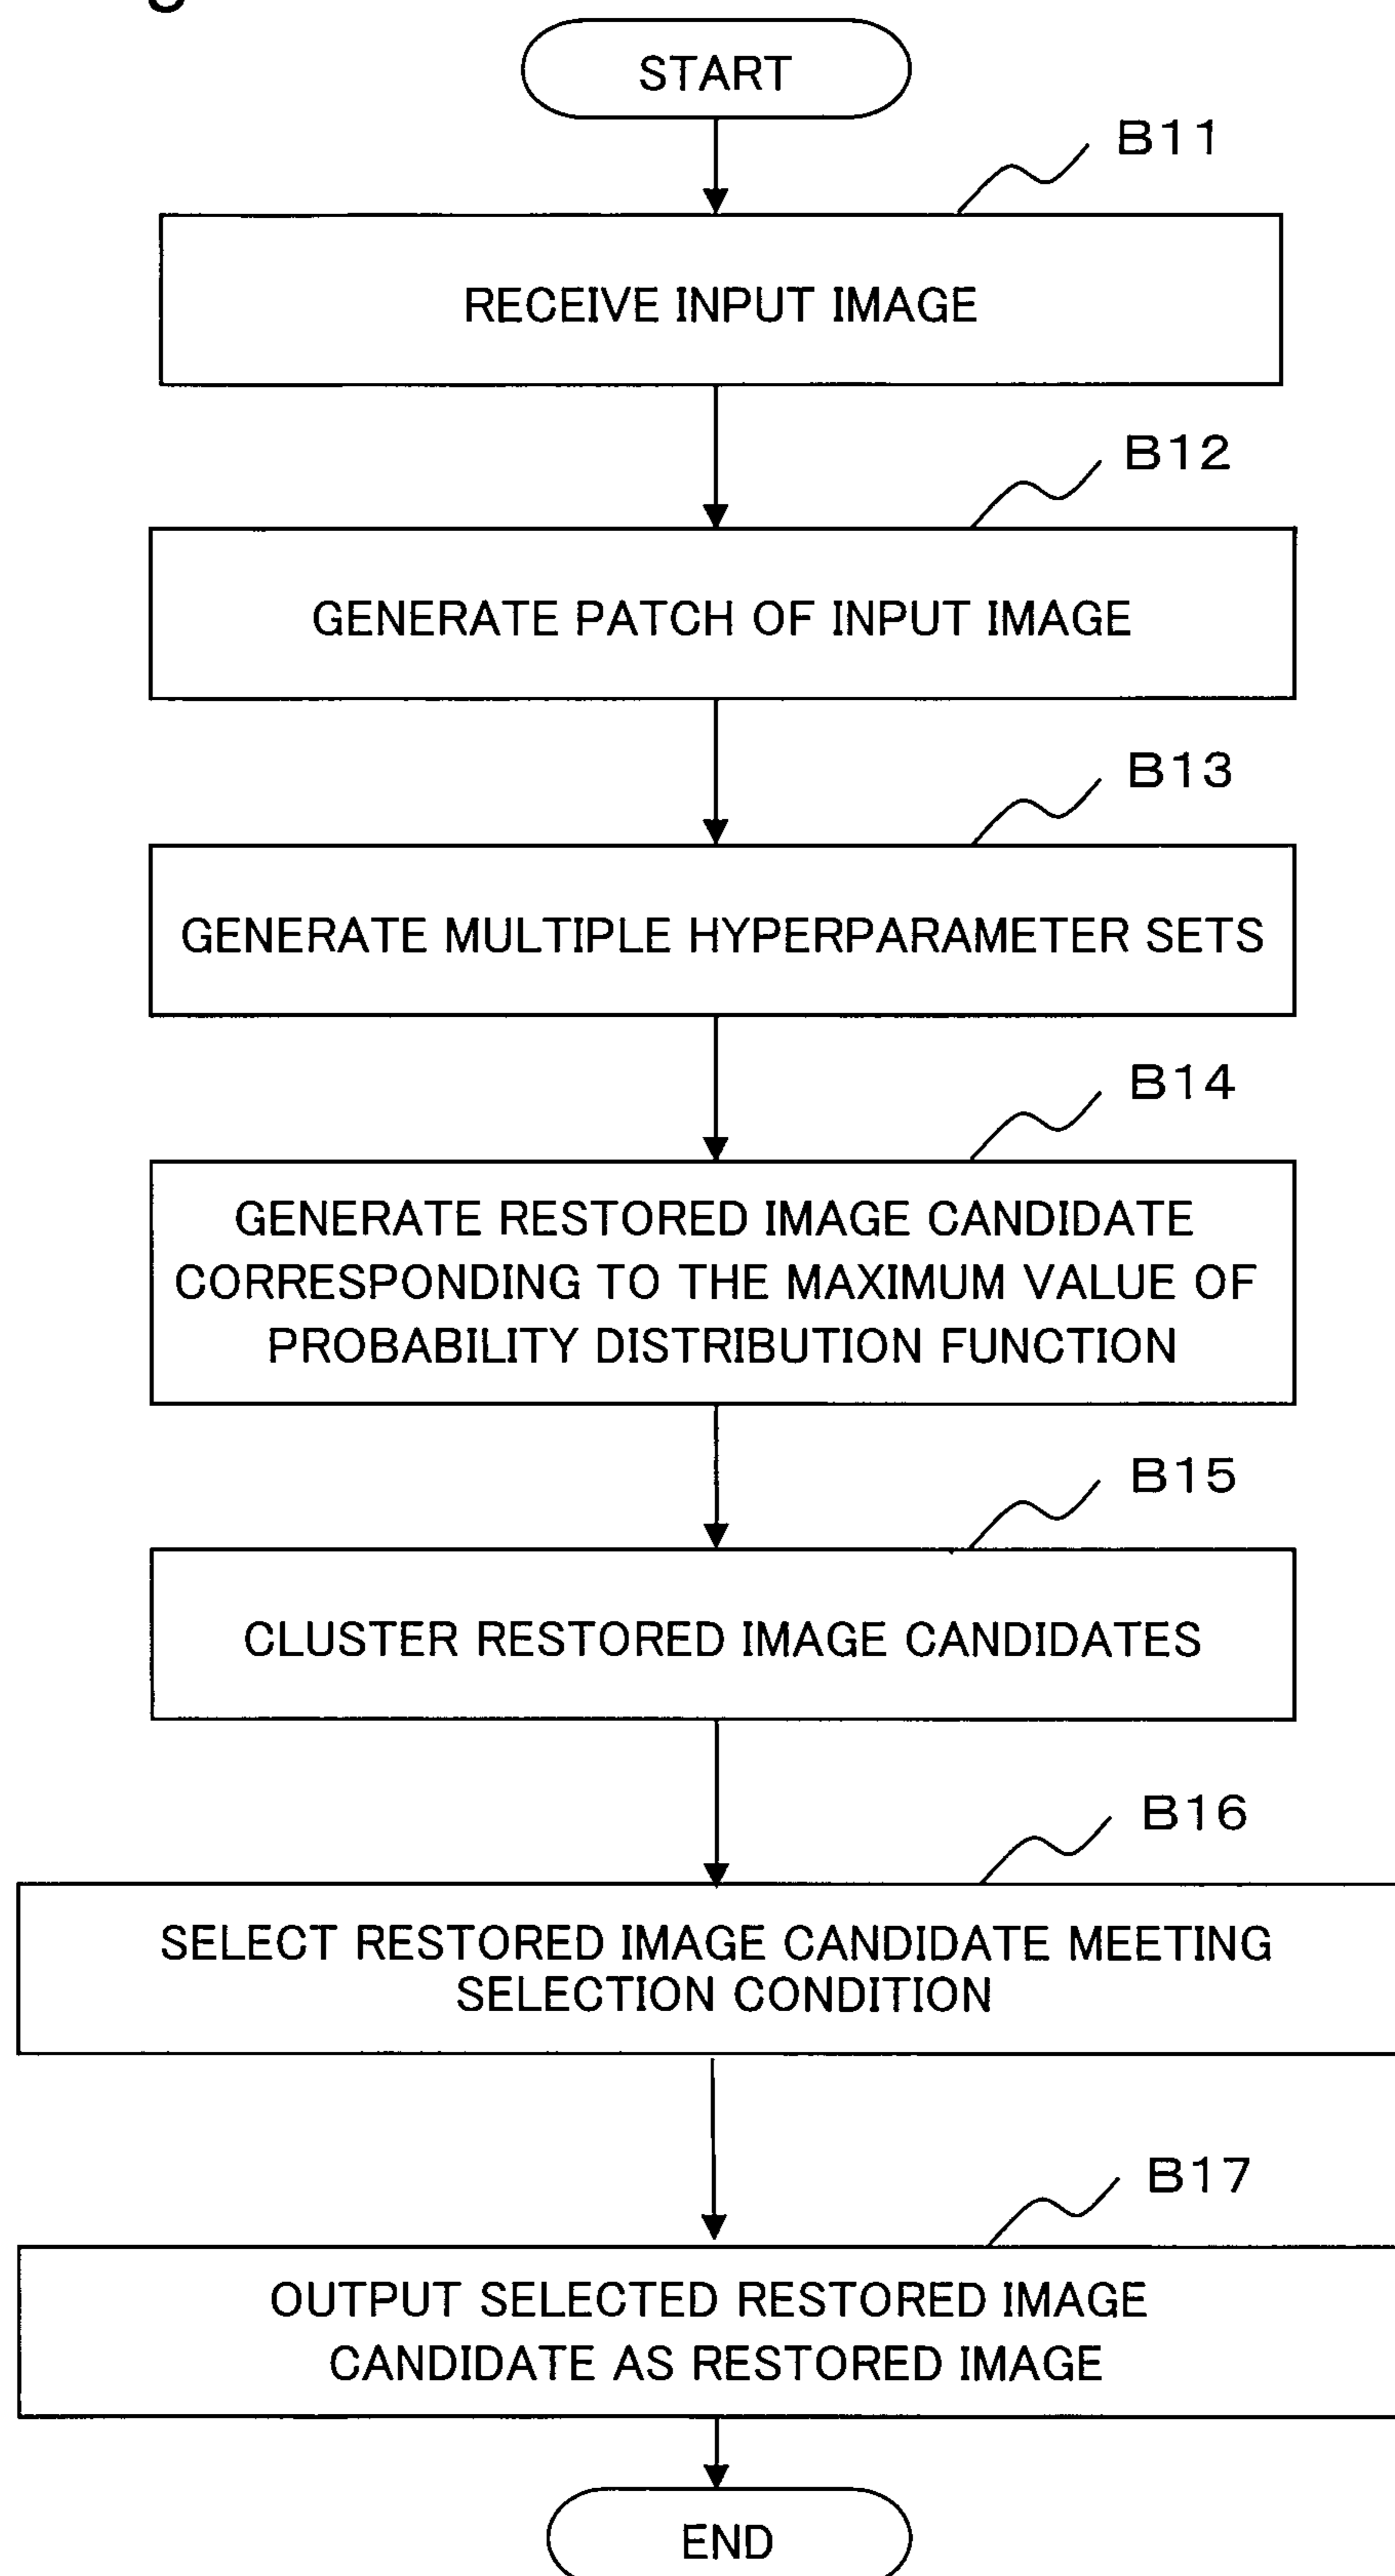 START
B11
RECEIVE INPUT IMAGE
B12
GENERATE PATCH OF INPUT IMAGE
B13
GENERATE MULTIPLE HYPERPARAMETER SETS
B14
GENERATE RESTORED IMAGE CANDIDATE
CORRESPONDING TO THE MAXIMUM VALUE OF
PROBABILITY DISTRIBUTION FUNCTION
B15
CLUSTER RESTORED IMAGE CANDIDATES
B16
SELECT RESTORED IMAGE CANDIDATE MEETING
SELECTION CONDITION
B17
OUTPUT SELECTED RESTORED IMAGE
CANDIDATE AS RESTORED IMAGE
END